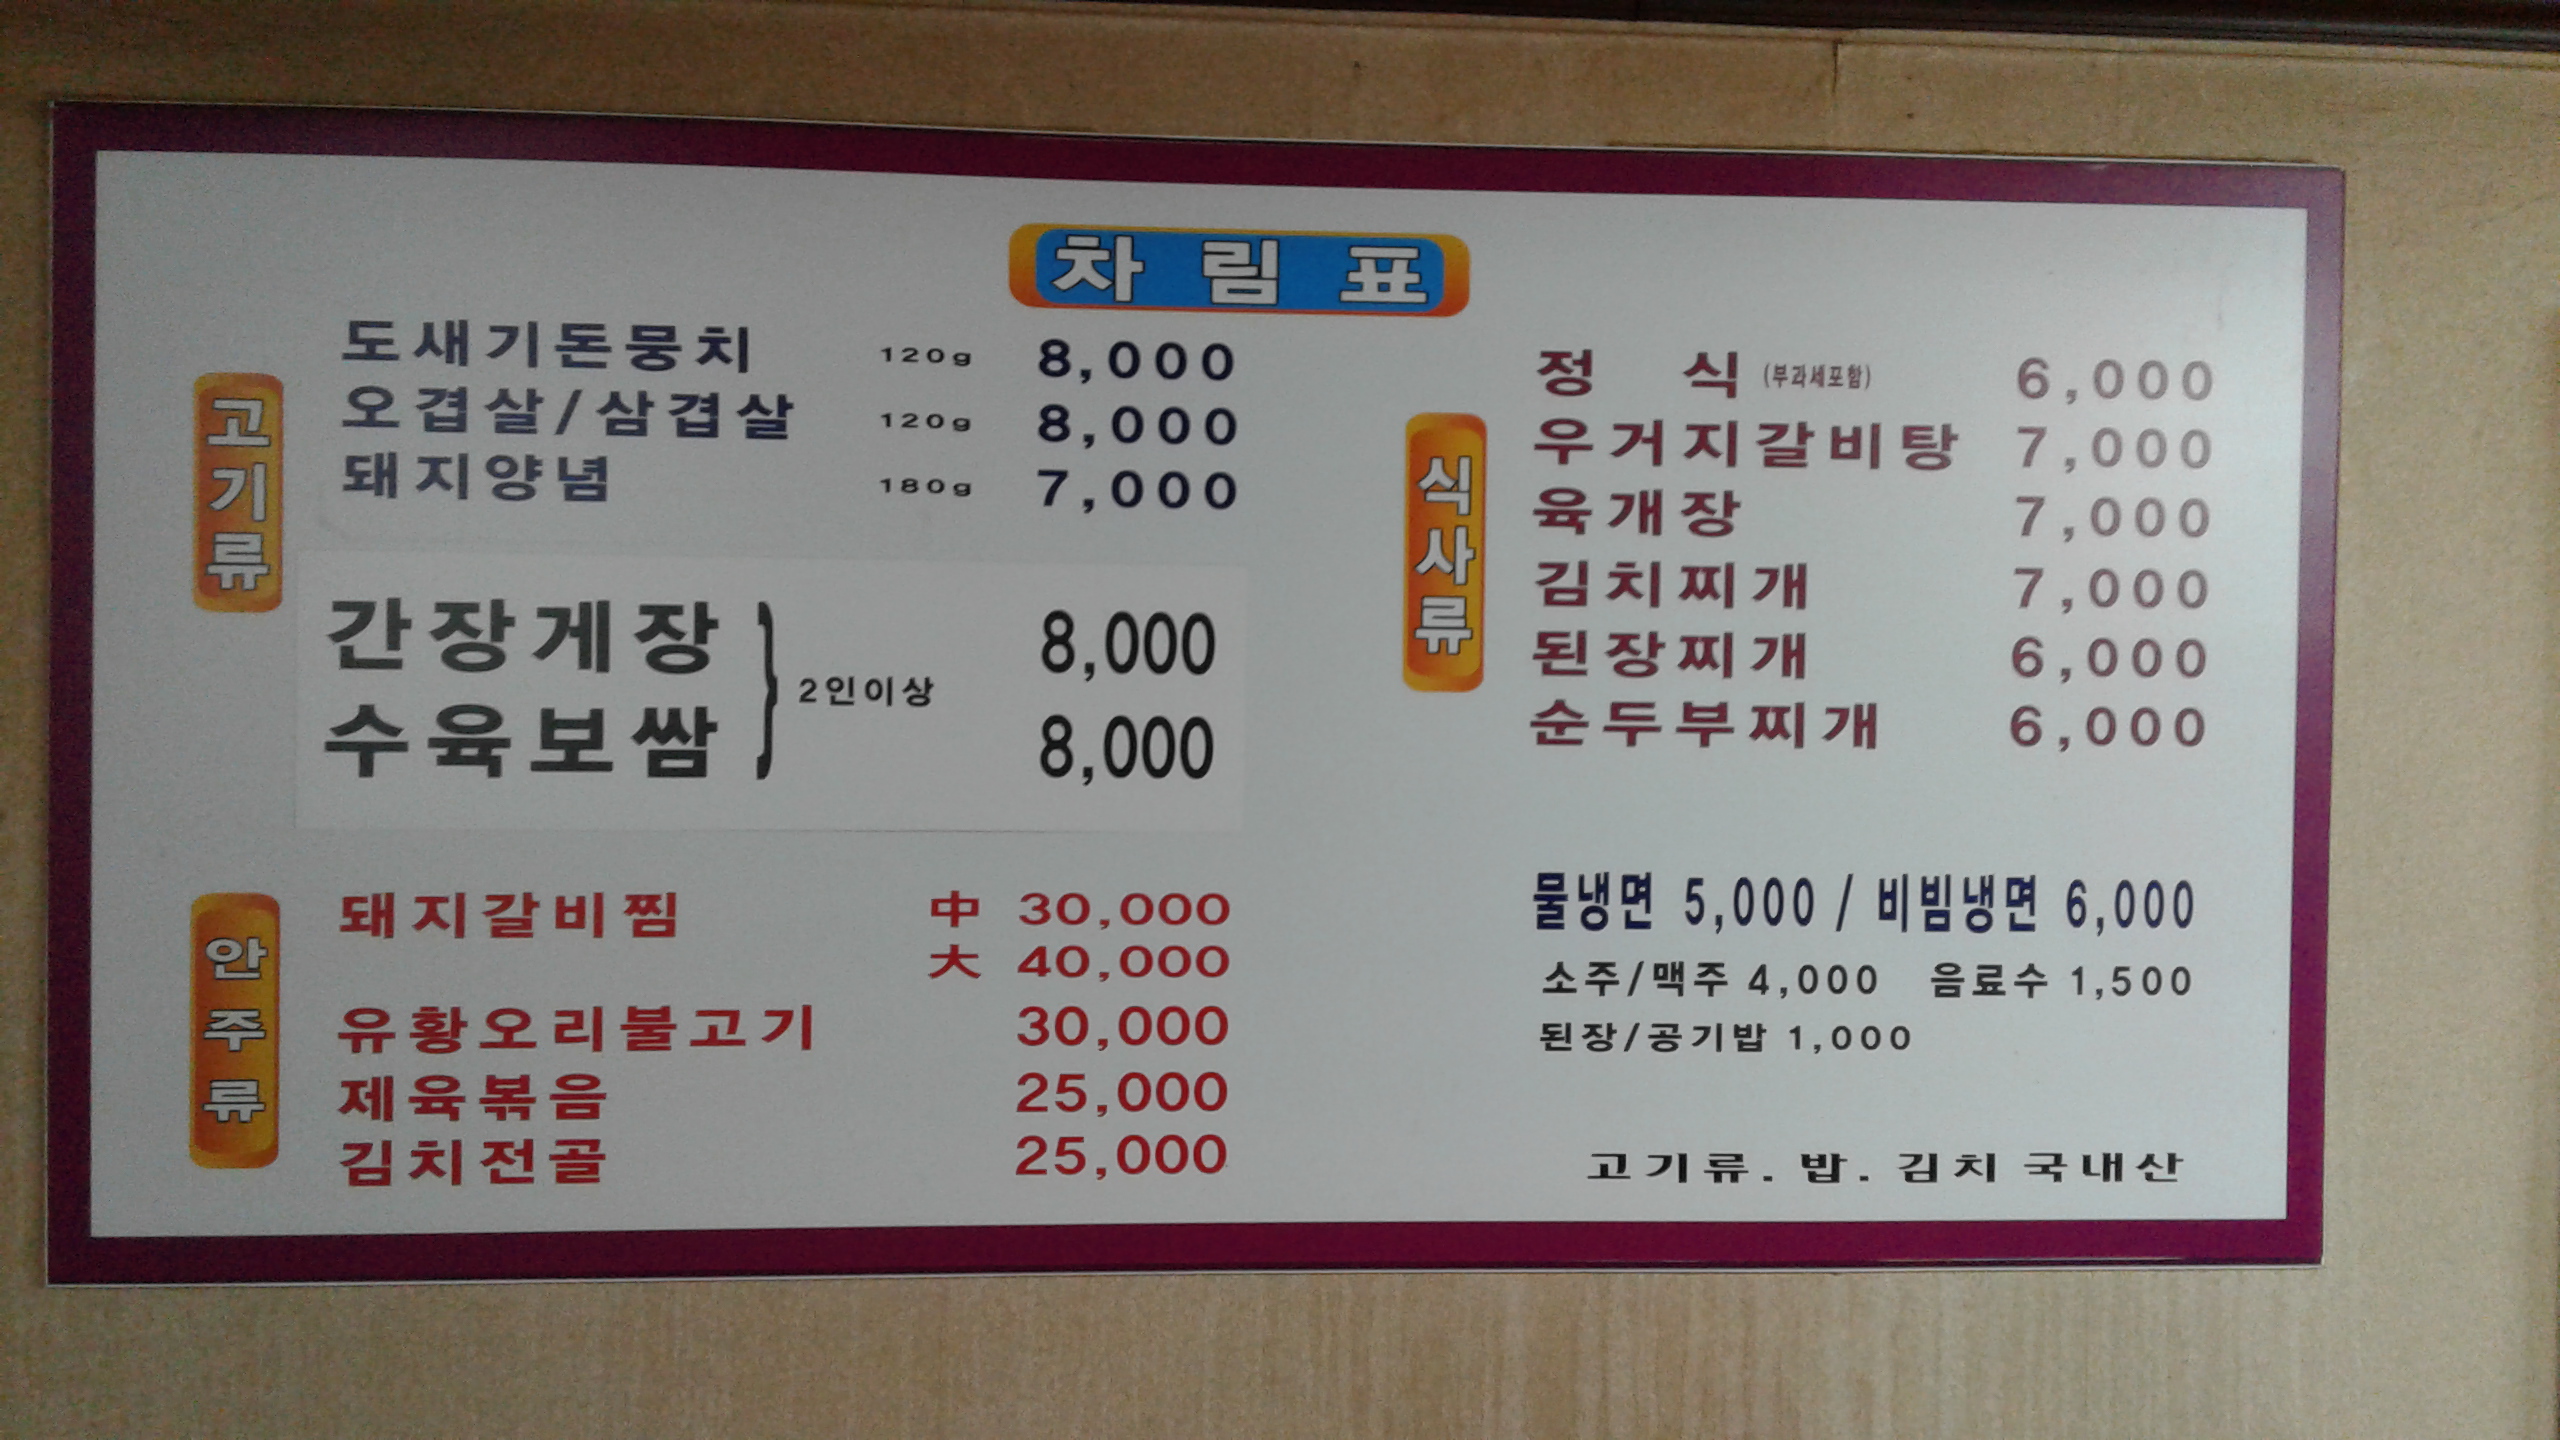 차림표
고기류
도새기돈뭉치 120g 8,000
오겹살/삼겹살 120g 8,000
돼지양념 180g 7,000
간장게장 8,000
수육보쌈 8,000
} 2인이상
안주류
돼지갈비찜 中 30,000
大 40,000
유황오리불고기 30,000
제육볶음 25,000
김치전골 25,000
식사류
정 식 (부과세포함) 6,000
우거지갈비탕 7,000
육개장 7,000
김치찌개 7,000
된장찌개 6,000
순두부찌개 6,000
물냉면 5,000 / 비빔냉면 6,000
소주/맥주 4,000 음료수 1,500
된장/공기밥 1,000
고기류. 밥. 김치 국내산